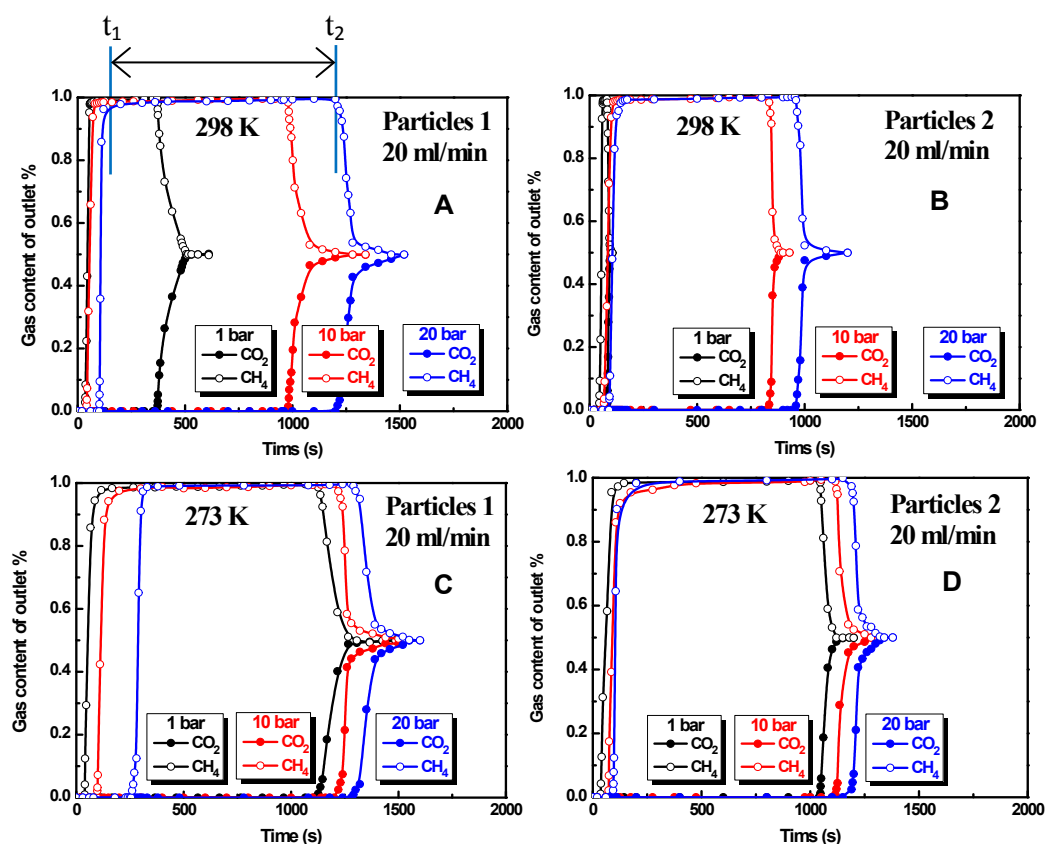 t₁ t₂
1.0
0.8
0.6
0.4
0.2
0.0
Gas content of outlet %
298 K
Particles 1
20 ml/min
A
1 bar
CO₂
CH₄
10 bar
CO₂
CH₄
20 bar
CO₂
CH₄
0 500 1000 1500 2000
Tims (s)
1.0
0.8
0.6
0.4
0.2
0.0
Gas content of outlet %
298 K
Particles 2
20 ml/min
B
1 bar
CO₂
CH₄
10 bar
CO₂
CH₄
20 bar
CO₂
CH₄
0 500 1000 1500 2000
Tims (s)
1.0
0.8
0.6
0.4
0.2
0.0
Gas content of outlet %
273 K
Particles 1
20 ml/min
C
1 bar
CO₂
CH₄
10 bar
CO₂
CH₄
20 bar
CO₂
CH₄
0 500 1000 1500 2000
Time (s)
1.0
0.8
0.6
0.4
0.2
0.0
Gas content of outlet %
273 K
Particles 2
20 ml/min
D
1 bar
CO₂
CH₄
10 bar
CO₂
CH₄
20 bar
CO₂
CH₄
0 500 1000 1500 2000
Tims (s)